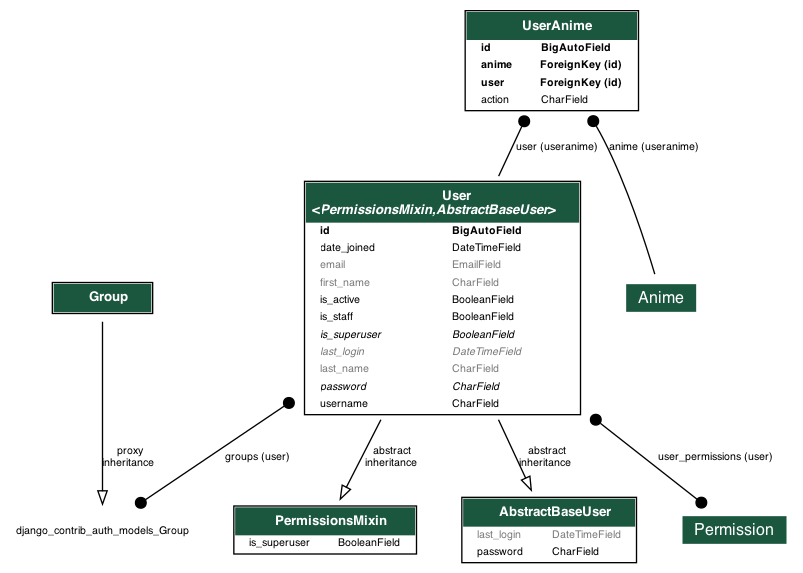 UserAnime
id BigAutoField
anime ForeignKey (id)
user ForeignKey (id)
action CharField
user (useranime)
anime (useranime)
User
<PermissionsMixin,AbstractBaseUser>
id BigAutoField
date_joined DateTimeField
email EmailField
first_name CharField
is_active BooleanField
is_staff BooleanField
is_superuser BooleanField
last_login DateTimeField
last_name CharField
password CharField
username CharField
Group
Anime
proxy
inheritance
groups (user)
abstract
inheritance
abstract
inheritance
user_permissions (user)
django_contrib_auth_models_Group
PermissionsMixin
is_superuser BooleanField
AbstractBaseUser
last_login DateTimeField
password CharField
Permission